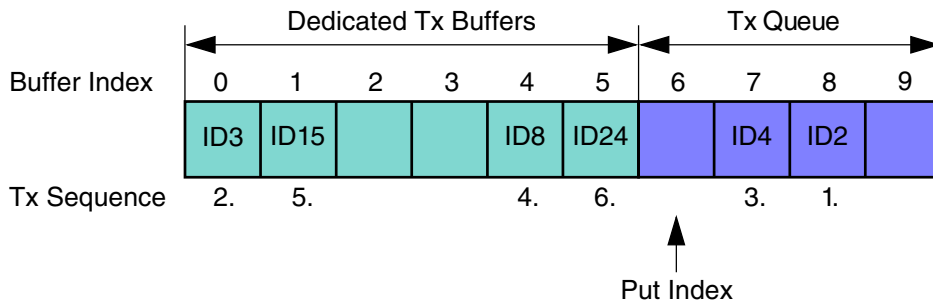 Dedicated Tx Buffers Tx Queue
Buffer Index 0 1 2 3 4 5 6 7 8 9
ID3 ID15 ID8 ID24 ID4 ID2
Tx Sequence 2. 5. 4. 6. 3. 1.
Put Index